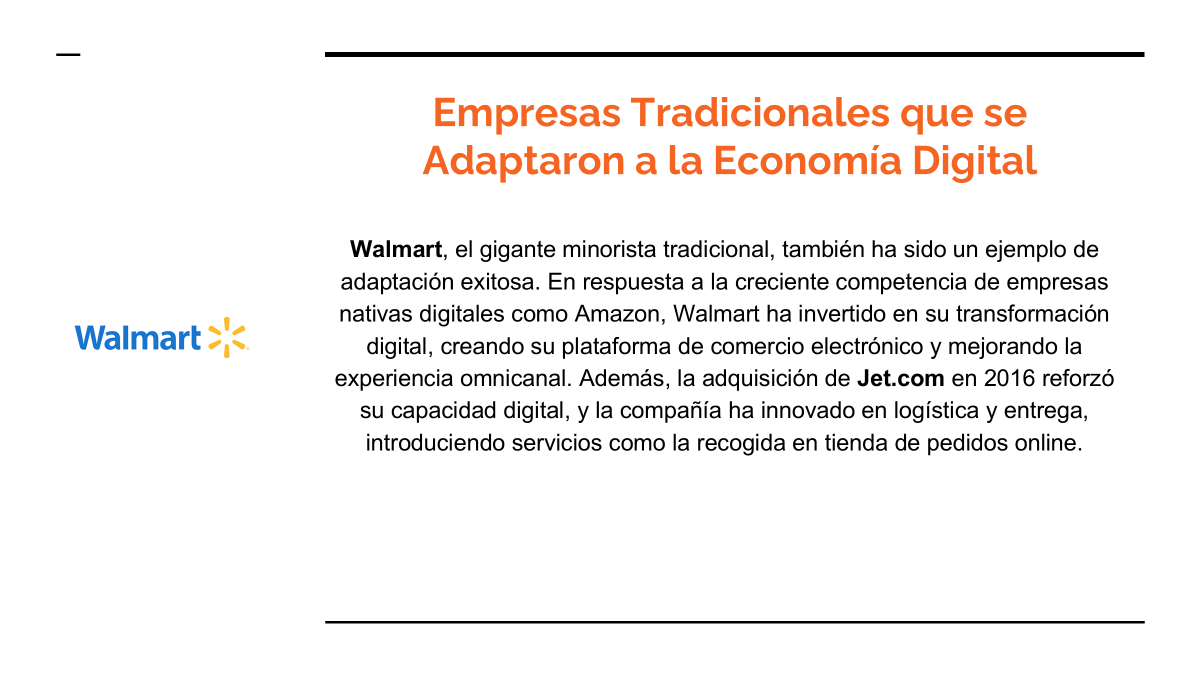 Empresas Tradicionales que se
Adaptaron a la Economía Digital
Walmart, el gigante minorista tradicional, también ha sido un ejemplo de
adaptación exitosa. En respuesta a la creciente competencia de empresas
nativas digitales como Amazon, Walmart ha invertido en su transformación
digital, creando su plataforma de comercio electrónico y mejorando la
experiencia omnicanal. Además, la adquisición de Jet.com en 2016 reforzó
su capacidad digital, y la compañía ha innovado en logística y entrega,
introduciendo servicios como la recogida en tienda de pedidos online.
Walmart